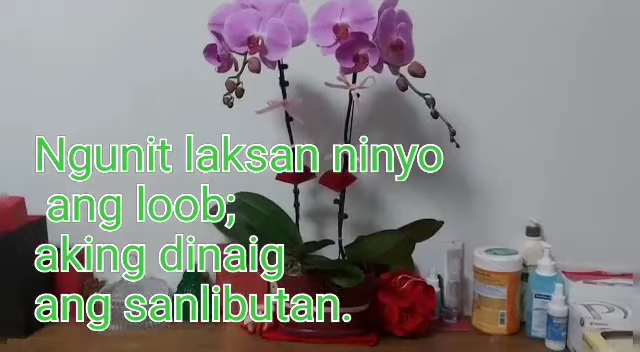 Ngunit laksan ninyo
ang loob;
aking dinaig
ang sanlibutan.